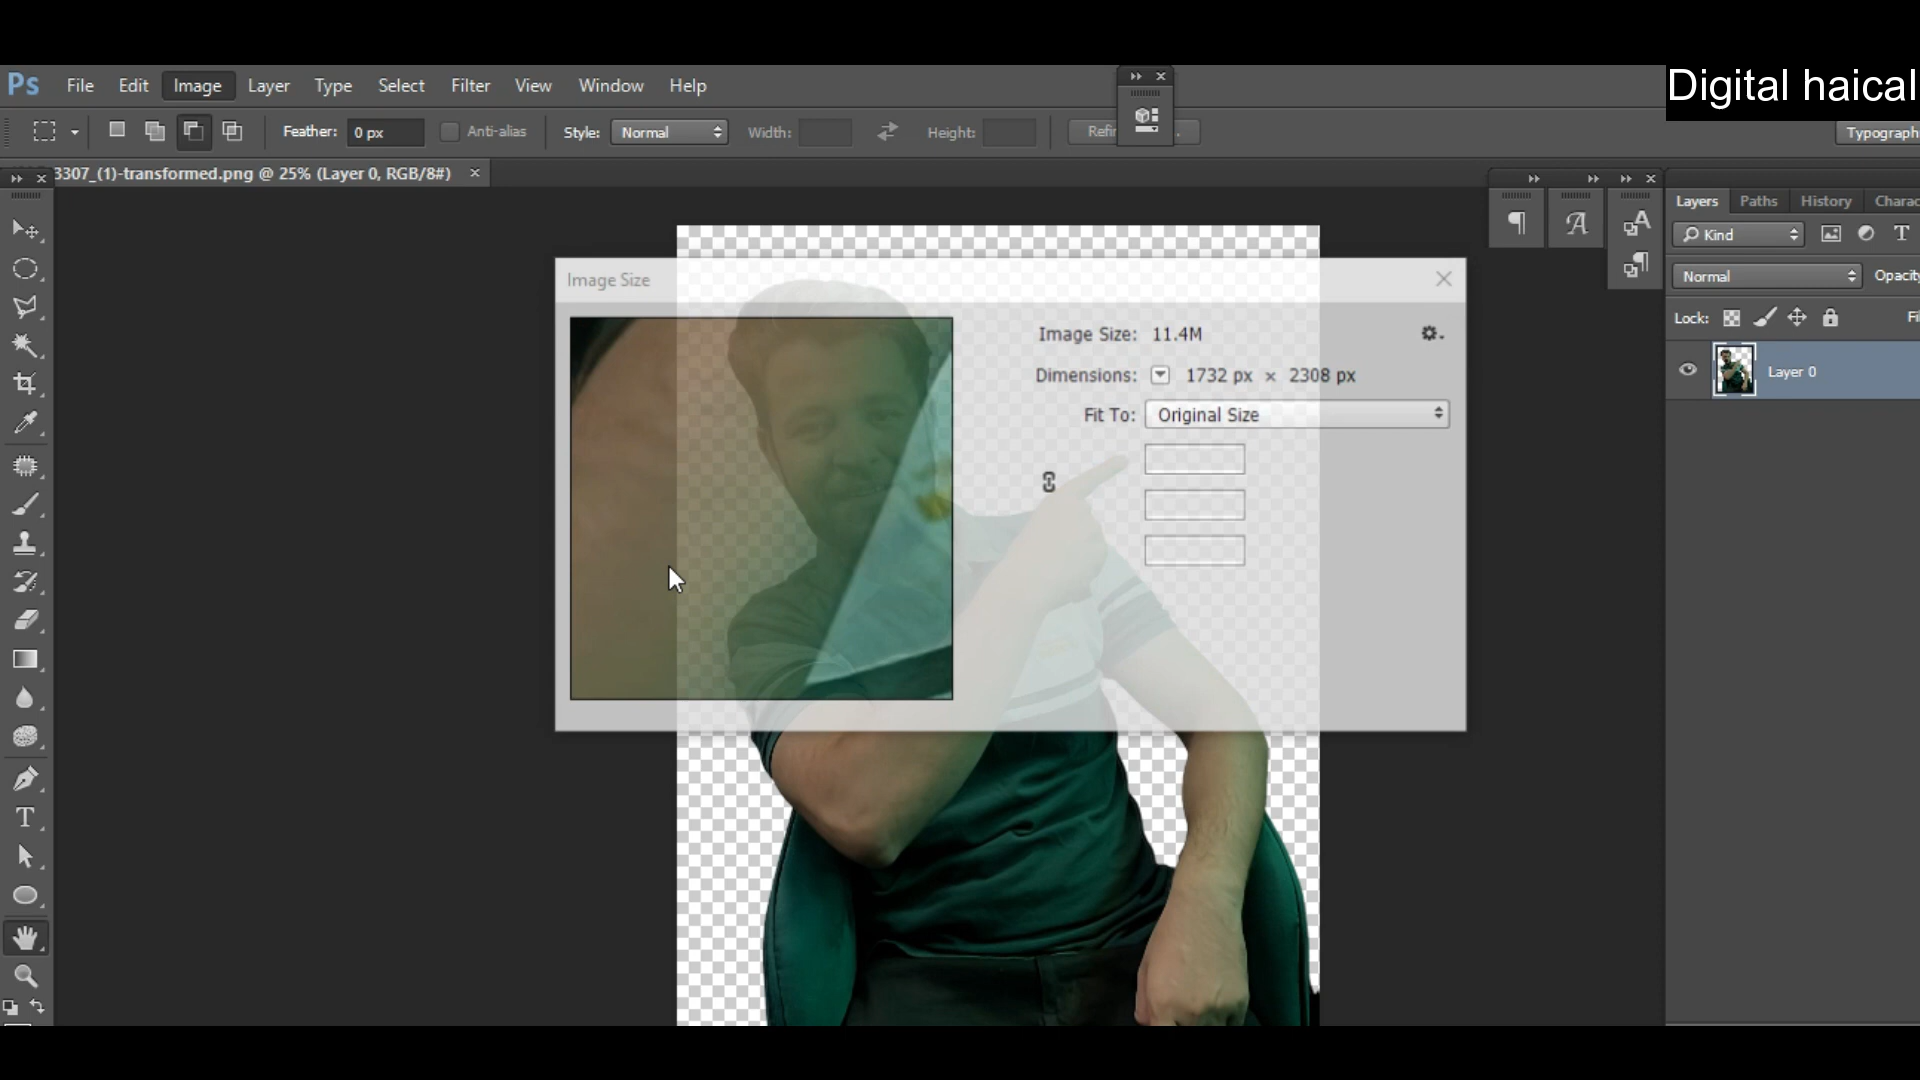 Digital haical
Ps File Edit Image Layer Type Select Filter View Window Help
Feather: 0 px Anti-alias Style: Normal Width: Height:
3307_(1)-transformed.png @ 25% (Layer 0, RGB/8#)
Layers Paths History
Kind
Normal
Lock:
Layer 0
Image Size
Image Size: 11.4M
Dimensions: 1732 px × 2308 px
Fit To: Original Size